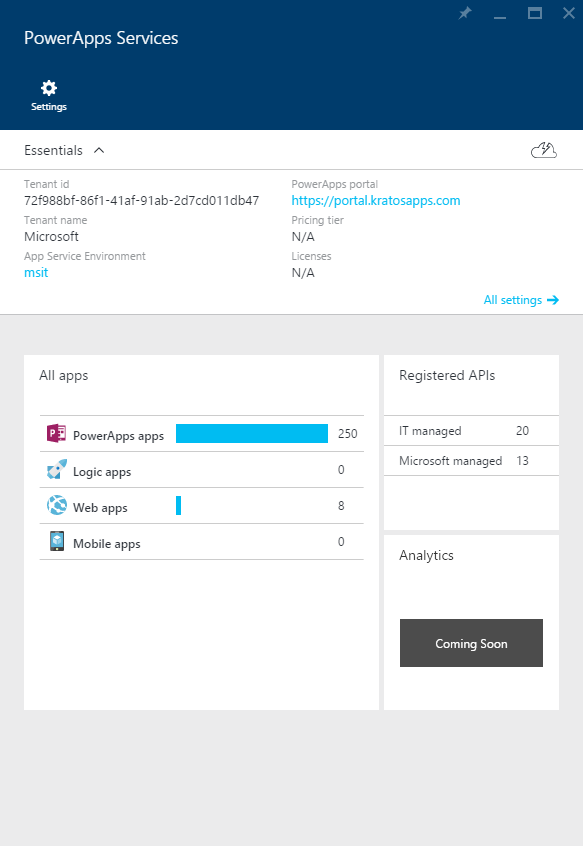 PowerApps Services
Settings
Essentials
Tenant id
72f988bf-86f1-41af-91ab-2d7cd011db47
Tenant name
Microsoft
App Service Environment
msit
PowerApps portal
https://portal.kratosapps.com
Pricing tier
N/A
Licenses
N/A
All settings
All apps
PowerApps apps 250
Logic apps 0
Web apps 8
Mobile apps 0
Registered APIs
IT managed 20
Microsoft managed 13
Analytics
Coming Soon